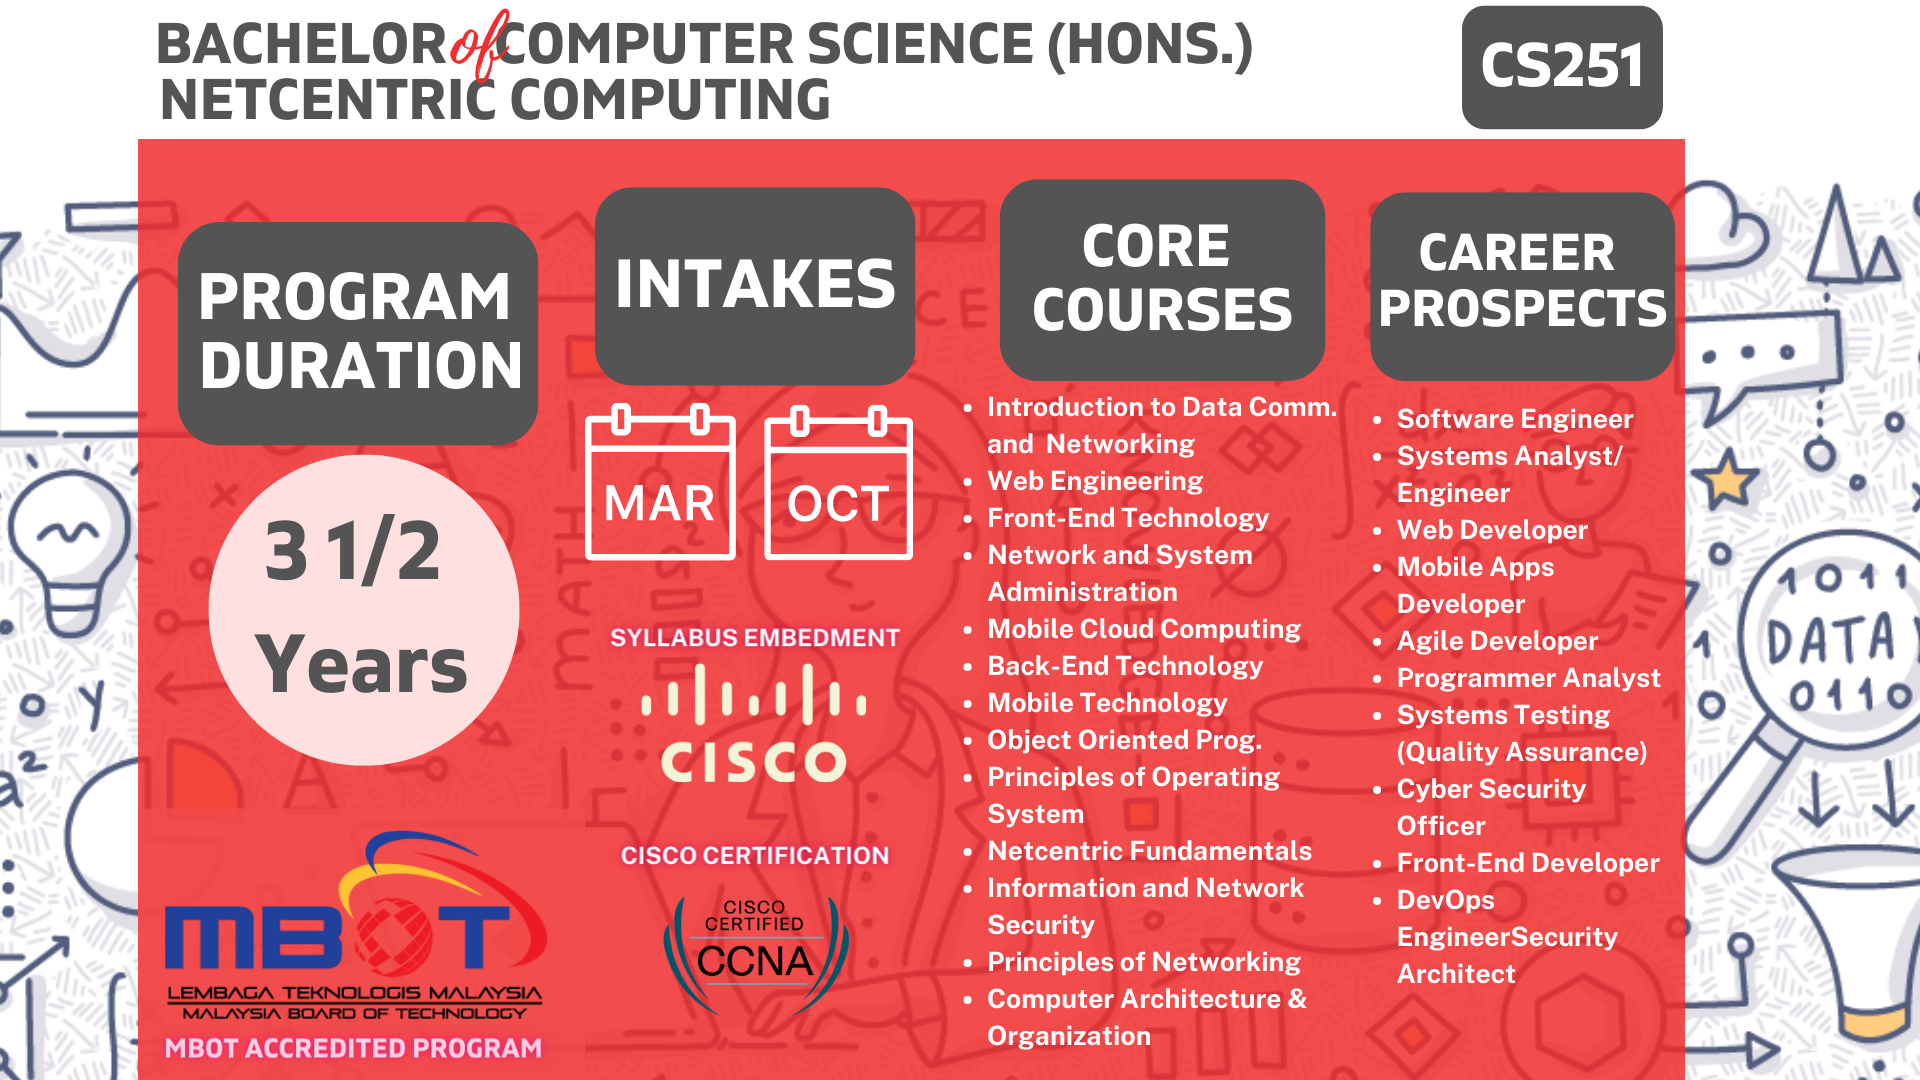 BACHELOR of COMPUTER SCIENCE (HONS.)
NETCENTRIC COMPUTING
CS251
PROGRAM
DURATION
3 1/2
Years
MBOT
LEMBAGA TEKNOLOGIS MALAYSIA
MALAYSIA BOARD OF TECHNOLOGY
MBOT ACCREDITED PROGRAM
INTAKES
MAR
OCT
SYLLABUS EMBEDMENT
CISCO
CISCO CERTIFICATION
CISCO
CERTIFIED
CCNA
CORE
COURSES
• Introduction to Data Comm.
and Networking
• Web Engineering
• Front-End Technology
• Network and System
Administration
• Mobile Cloud Computing
• Back-End Technology
• Mobile Technology
• Object Oriented Prog.
• Principles of Operating
System
• Netcentric Fundamentals
• Information and Network
Security
• Principles of Networking
• Computer Architecture &
Organization
CAREER
PROSPECTS
• Software Engineer
• Systems Analyst/
Engineer
• Web Developer
• Mobile Apps
Developer
• Agile Developer
• Programmer Analyst
• Systems Testing
(Quality Assurance)
• Cyber Security
Officer
• Front-End Developer
• DevOps
EngineerSecurity
Architect
MATH
1011
DATA
0110